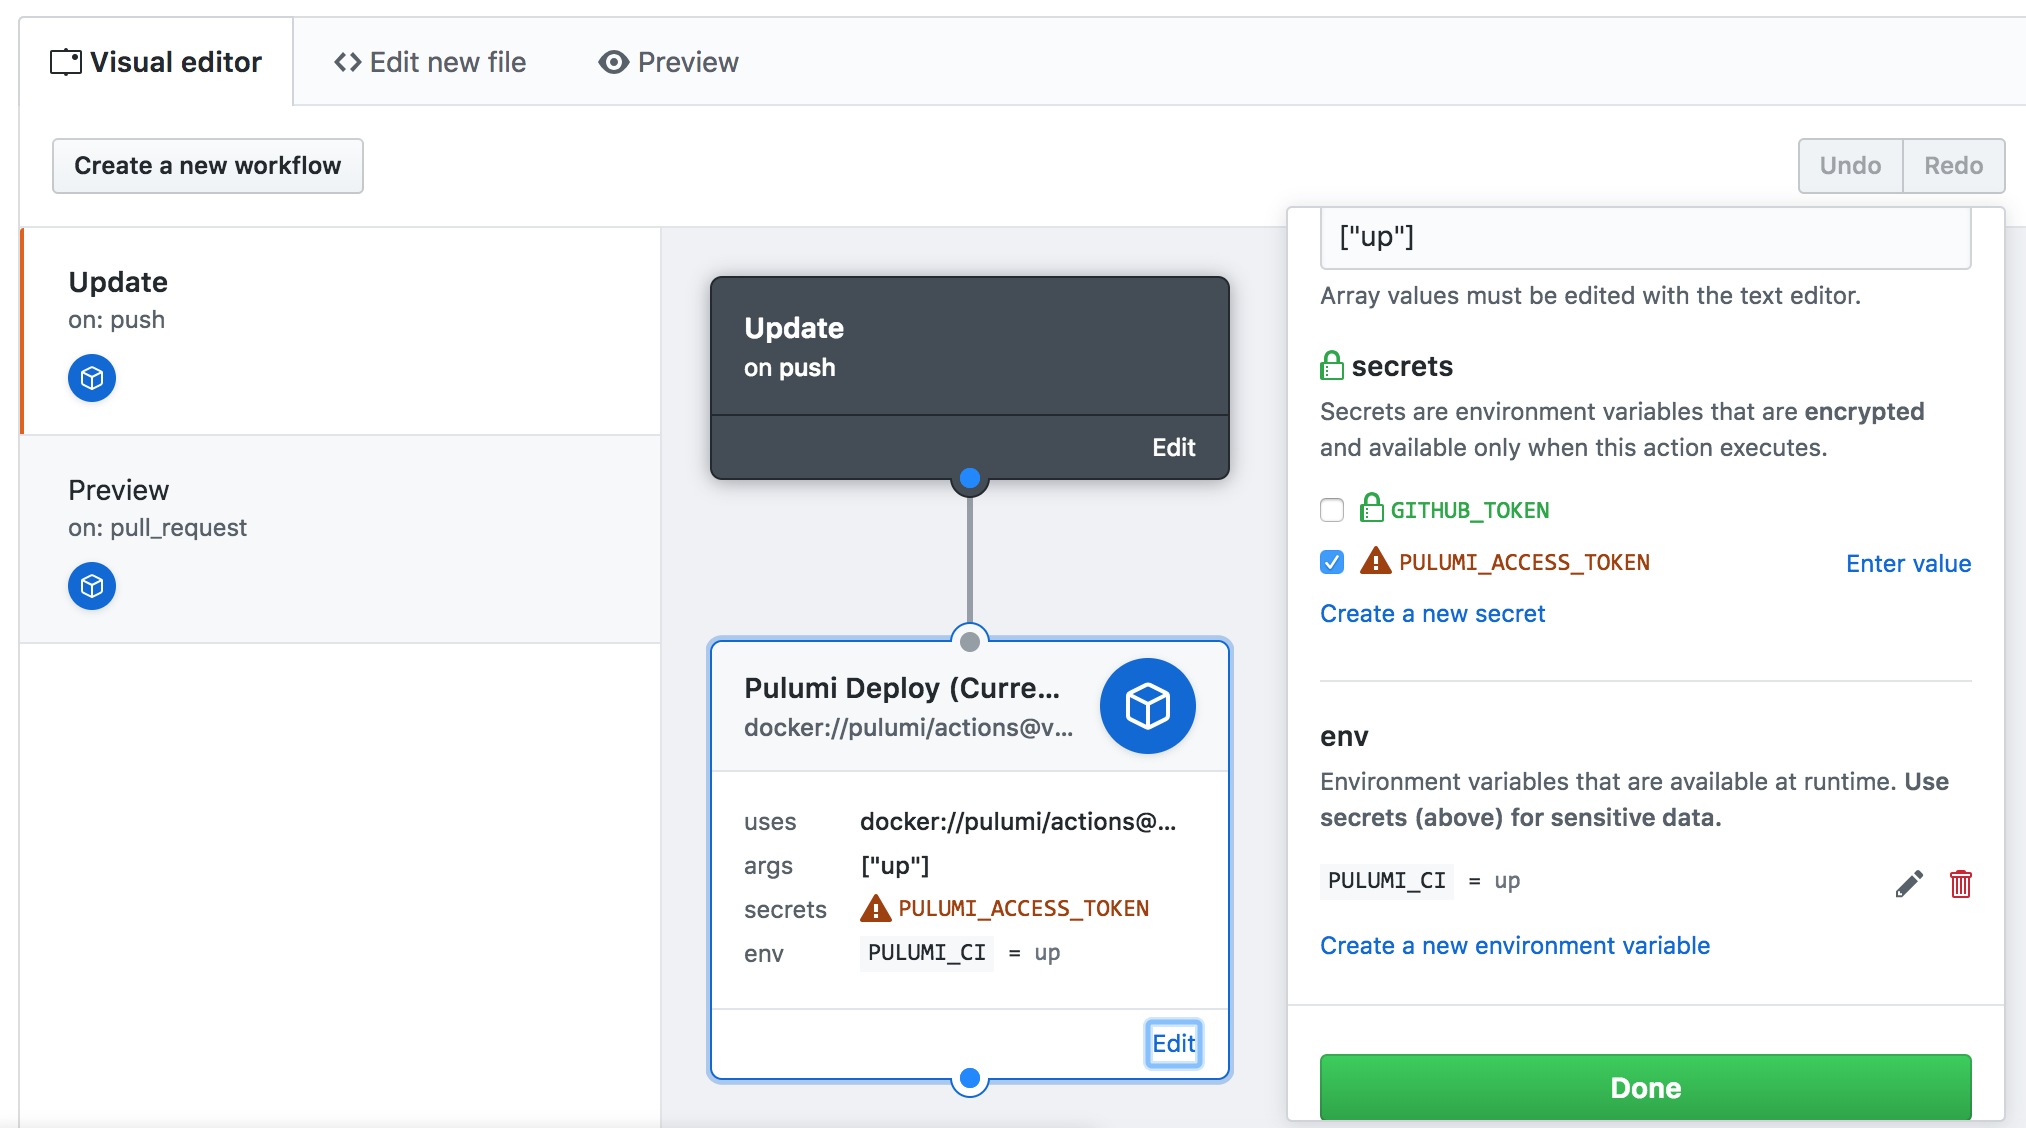 Visual editor
Edit new file
Preview
Create a new workflow
Undo
Redo
Update
on: push
Preview
on: pull_request
Update
on push
Edit
Pulumi Deploy (Curre...
docker://pulumi/actions@v...
uses docker://pulumi/actions@...
args ["up"]
secrets PULUMI_ACCESS_TOKEN
env PULUMI_CI = up
Edit
["up"]
Array values must be edited with the text editor.
secrets
Secrets are environment variables that are encrypted
and available only when this action executes.
GITHUB_TOKEN
PULUMI_ACCESS_TOKEN Enter value
Create a new secret
env
Environment variables that are available at runtime. Use
secrets (above) for sensitive data.
PULUMI_CI = up
Create a new environment variable
Done